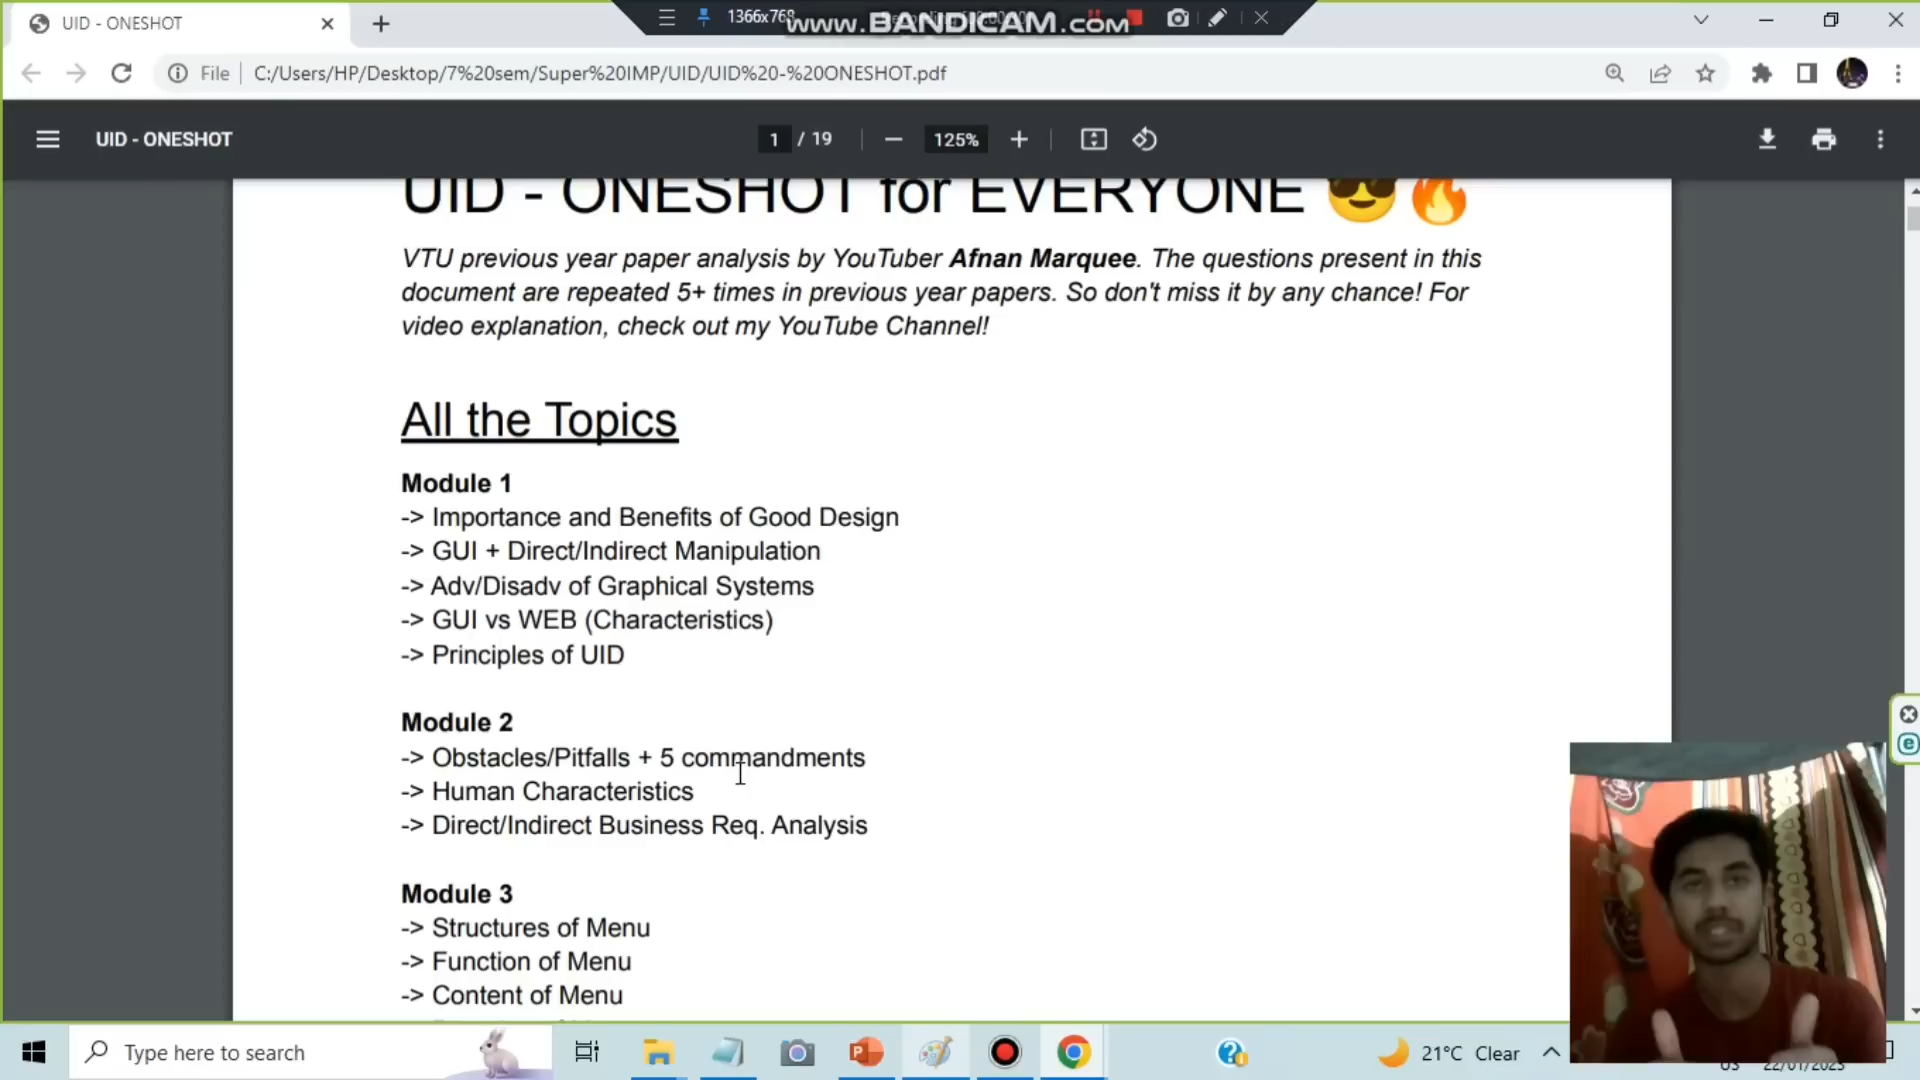 UID - ONESHOT
1366x768
www.BANDICAM.com
File
C:/Users/HP/Desktop/7%20sem/Super%20IMP/UID/UID%20-%20ONESHOT.pdf
UID - ONESHOT
1 / 19
125%
UID - ONESHOT for EVERYONE 😎🔥
VTU previous year paper analysis by YouTuber Afnan Marquee. The questions present in this
document are repeated 5+ times in previous year papers. So don't miss it by any chance! For
video explanation, check out my YouTube Channel!
All the Topics
Module 1
-> Importance and Benefits of Good Design
-> GUI + Direct/Indirect Manipulation
-> Adv/Disadv of Graphical Systems
-> GUI vs WEB (Characteristics)
-> Principles of UID
Module 2
-> Obstacles/Pitfalls + 5 commandments
-> Human Characteristics
-> Direct/Indirect Business Req. Analysis
Module 3
-> Structures of Menu
-> Function of Menu
-> Content of Menu
Type here to search
21°C Clear
US
22/01/2023